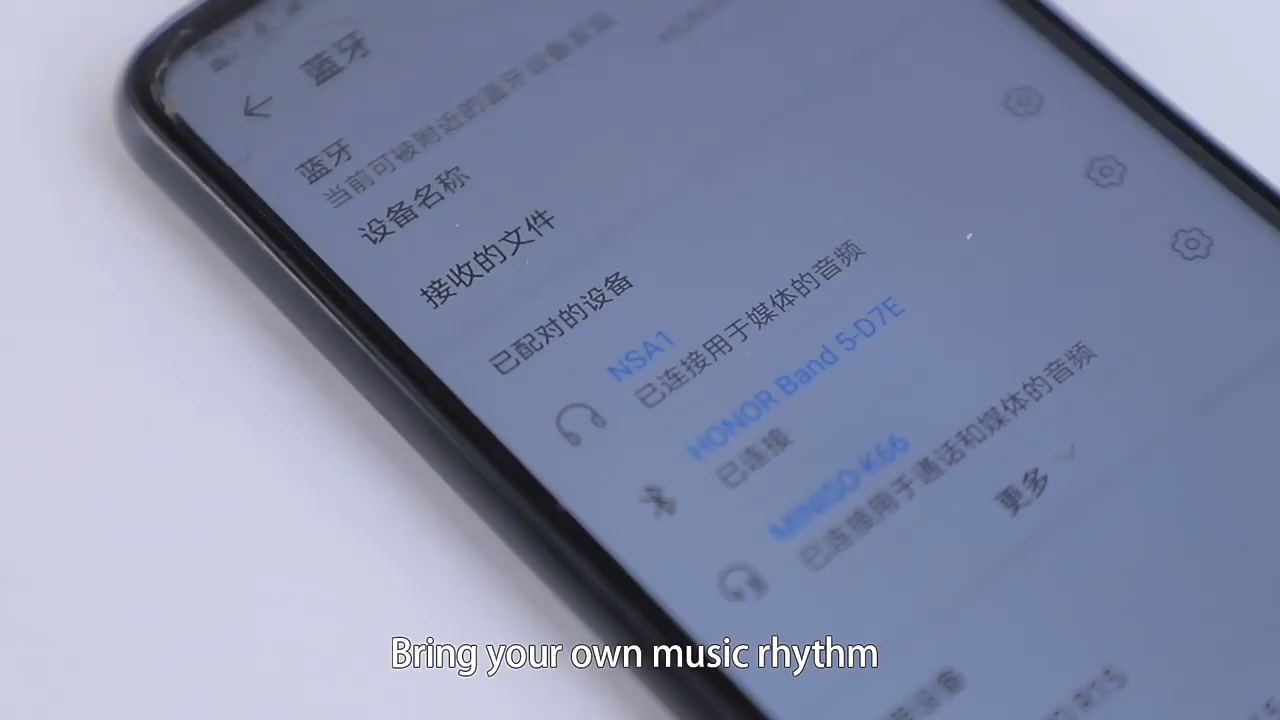 蓝牙
蓝牙
当前可被附近的蓝牙设备发现
设备名称
接收的文件
已配对的设备
NSA1
已连接用于媒体的音频
HONOR Band 5-D7E
已连接
MINISO-K66
已连接用于通话和媒体的音频
更多
Bring your own music rhythm